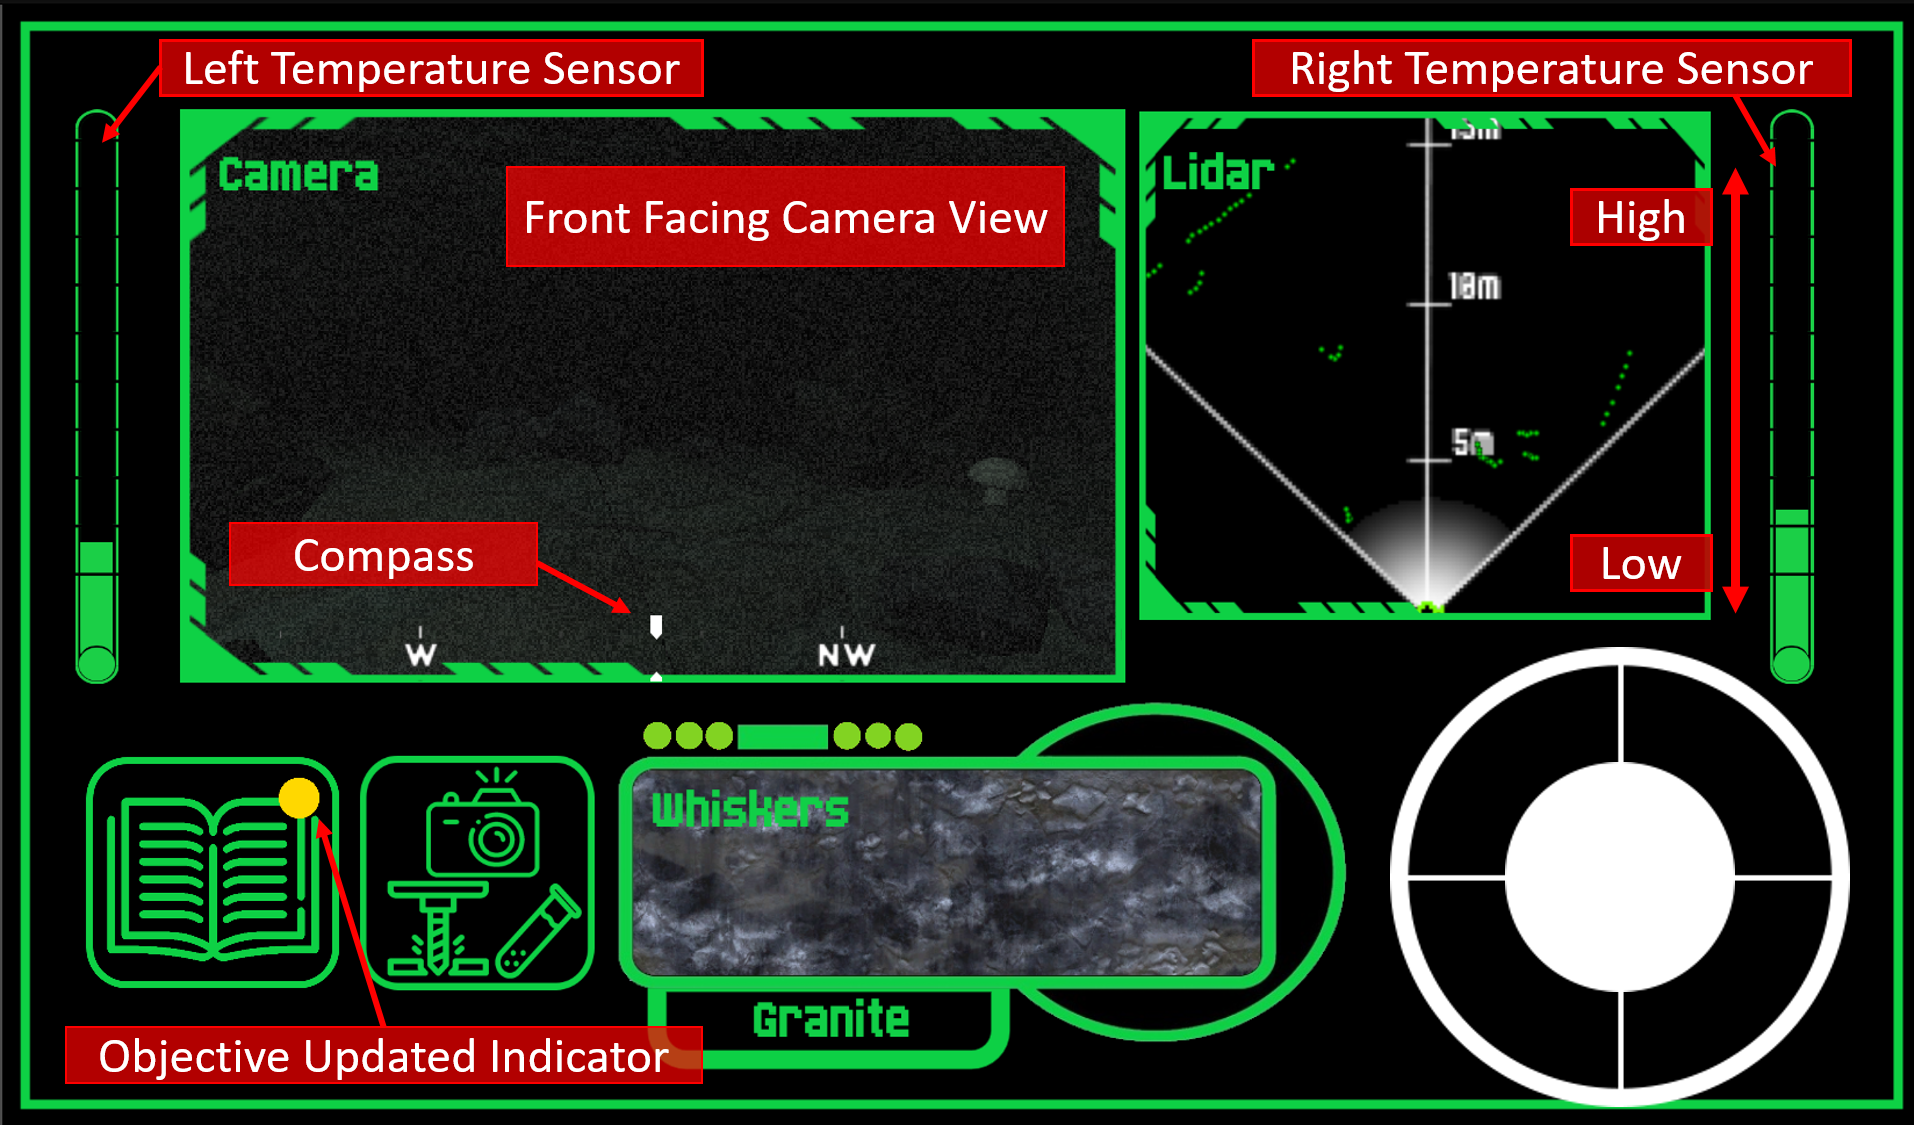 Left Temperature Sensor
Right Temperature Sensor
Camera
Front Facing Camera View
Lidar
15m
High
10m
5m
Low
Compass
W
NW
Whiskers
Granite
Objective Updated Indicator